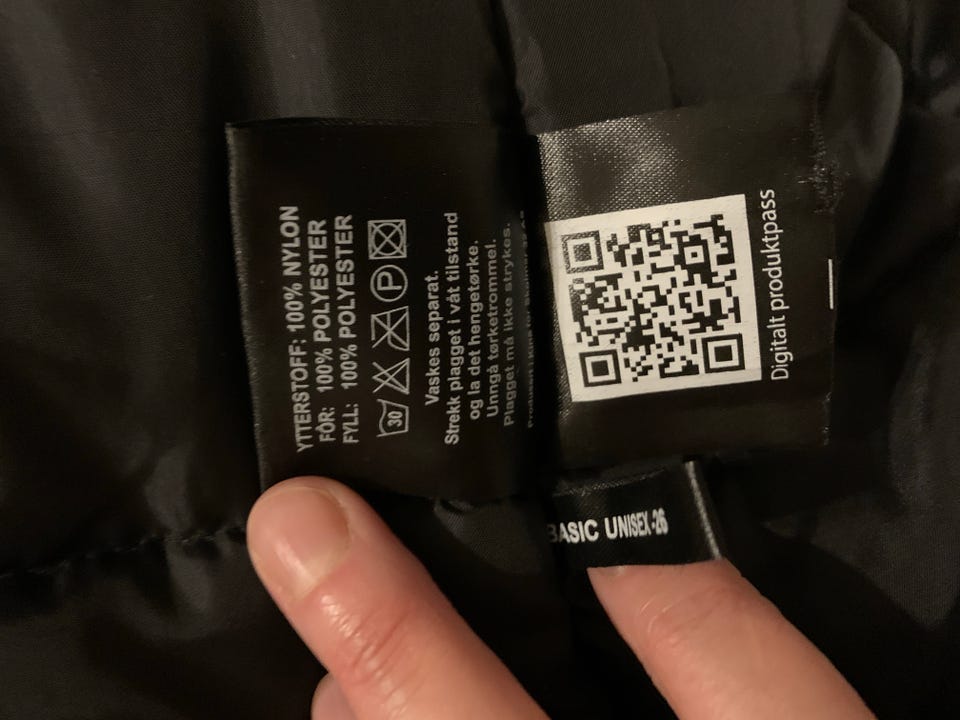 YTTERSTOFF: 100% NYLON
FÔR: 100% POLYESTER
FYLL: 100% POLYESTER
30
P
Vaskes separat.
Strekk plagget i våt tilstand
og la det hengetørke.
Unngå tørketrommel.
Plagget må ikke strykes.
Digitalt produktpass
BASIC UNISEX-26